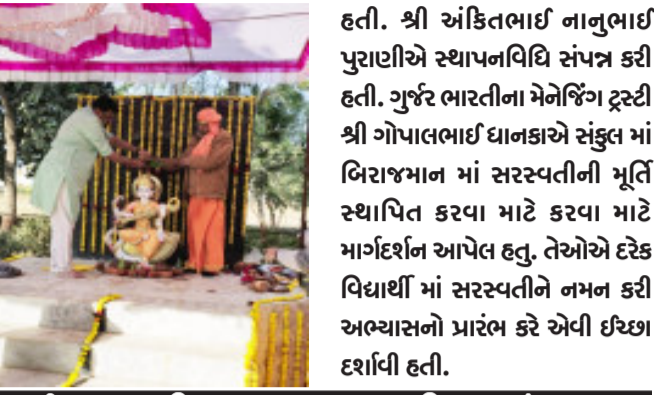 હતી. શ્રી અંકિતભાઈ નાનુભાઈ
પુરાણીએ સ્થાપનવિધિ સંપન્ન કરી
હતી. ગુર્જર ભારતીના મેનેજિંગ ટ્રસ્ટી
શ્રી ગોપાલભાઈ ધાનકાએ સંકુલ માં
બિરાજમાન માં સરસ્વતીની મૂર્તિ
સ્થાપિત કરવા માટે કરવા માટે
માર્ગદર્શન આપેલ હતુ. તેઓએ દરેક
વિદ્યાર્થી માં સરસ્વતીને નમન કરી
અભ્યાસનો પ્રારંભ કરે એવી ઈચ્છા
દર્શાવી હતી.